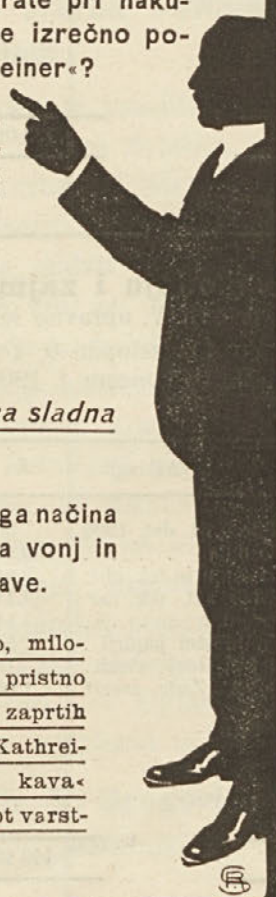 rate pri naku-
e izrečno po-
einer«?
a sladna
ga načina
a vonj in
ave.
o, milo-
pristno
zaprtih
Kathrei-
kava«
ot varst-